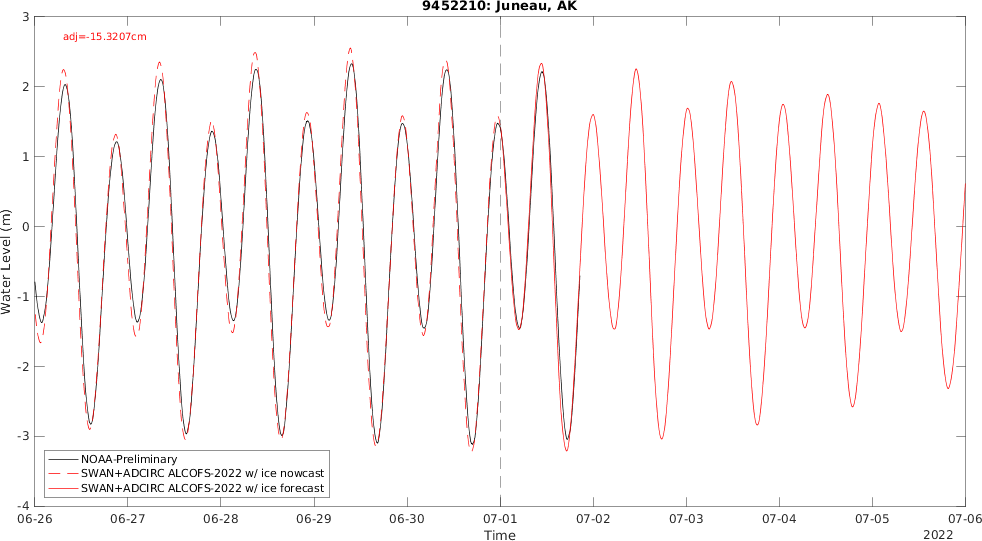 9452210: Juneau, AK
adj=-15.3207cm
3
2
1
0
-1
-2
-3
-4
Water Level (m)
NOAA-Preliminary
SWAN+ADCIRC ALCOFS-2022 w/ ice nowcast
SWAN+ADCIRC ALCOFS-2022 w/ ice forecast
06-26 06-27 06-28 06-29 06-30 07-01 07-02 07-03 07-04 07-05 07-06
Time
2022